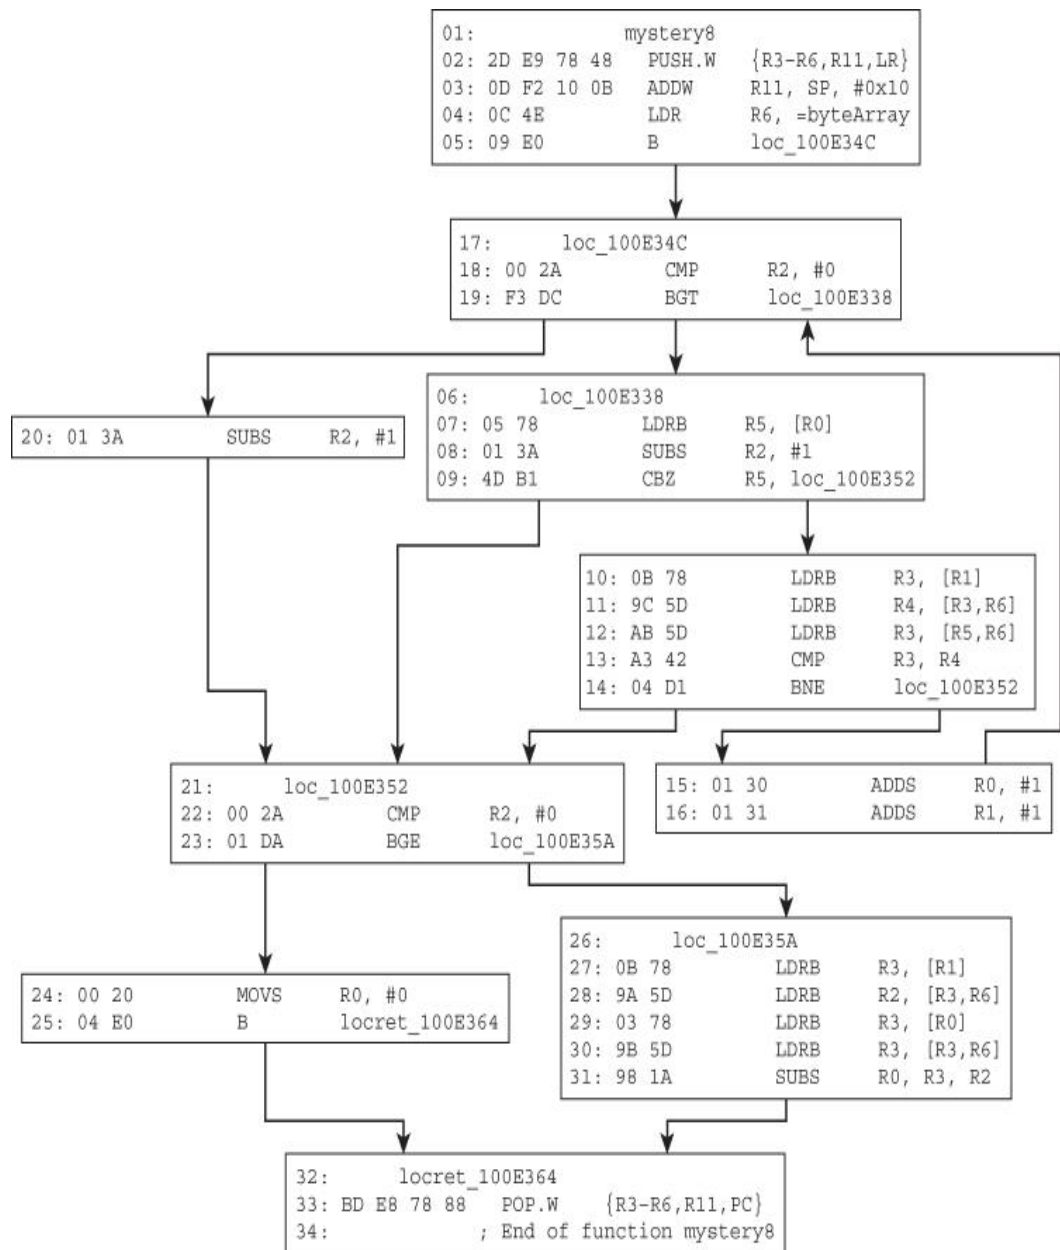 01: mystery8
02: 2D E9 78 48 PUSH.W {R3-R6,R11,LR}
03: 0D F2 10 0B ADDW R11, SP, #0x10
04: 0C 4E LDR R6, =byteArray
05: 09 E0 B loc_100E34C
17: loc_100E34C
18: 00 2A CMP R2, #0
19: F3 DC BGT loc_100E338
20: 01 3A SUBS R2, #1
06: loc_100E338
07: 05 78 LDRB R5, [R0]
08: 01 3A SUBS R2, #1
09: 4D B1 CBZ R5, loc_100E352
10: 0B 78 LDRB R3, [R1]
11: 9C 5D LDRB R4, [R3,R6]
12: AB 5D LDRB R3, [R5,R6]
13: A3 42 CMP R3, R4
14: 04 D1 BNE loc_100E352
15: 01 30 ADDS R0, #1
16: 01 31 ADDS R1, #1
21: loc_100E352
22: 00 2A CMP R2, #0
23: 01 DA BGE loc_100E35A
24: 00 20 MOVS R0, #0
25: 04 E0 B locret_100E364
26: loc_100E35A
27: 0B 78 LDRB R3, [R1]
28: 9A 5D LDRB R2, [R3,R6]
29: 03 78 LDRB R3, [R0]
30: 9B 5D LDRB R3, [R3,R6]
31: 98 1A SUBS R0, R3, R2
32: locret_100E364
33: BD E8 78 88 POP.W {R3-R6,R11,PC}
34: ; End of function mystery8